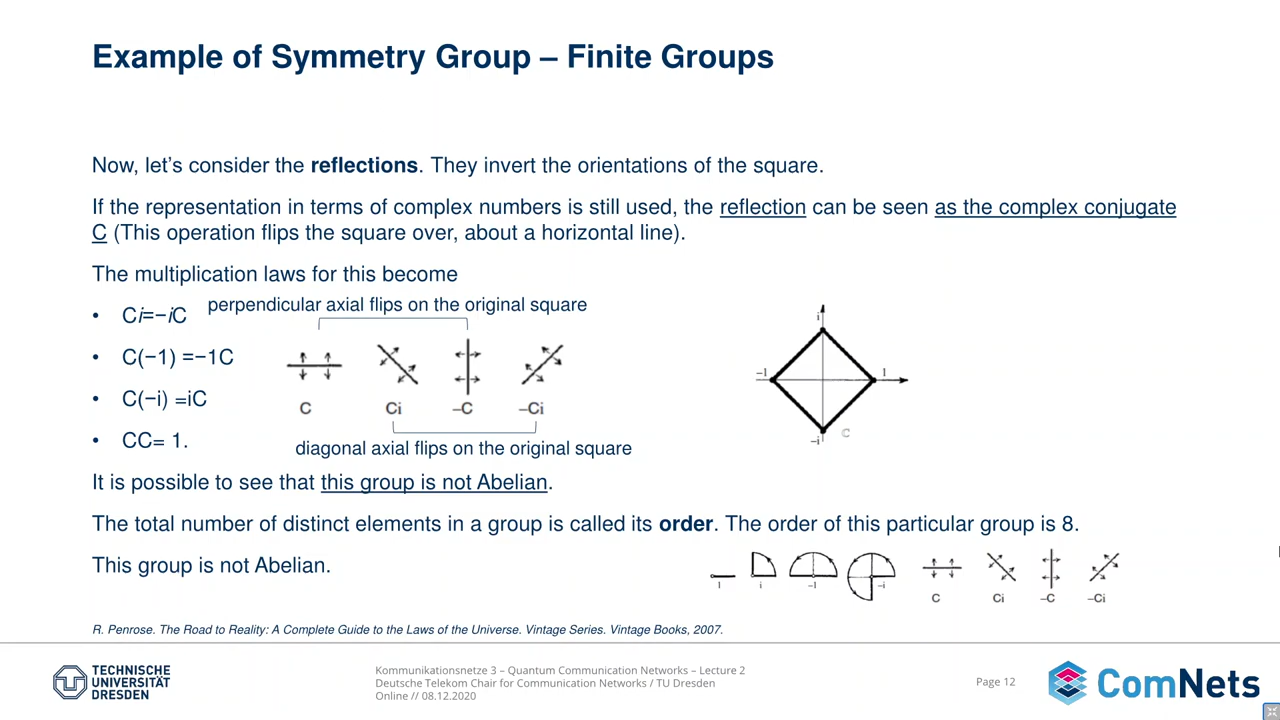 Example of Symmetry Group – Finite Groups
Now, let's consider the reflections. They invert the orientations of the square.
If the representation in terms of complex numbers is still used, the reflection can be seen as the complex conjugate
C (This operation flips the square over, about a horizontal line).
The multiplication laws for this become
• Ci=−iC
perpendicular axial flips on the original square
• C(−1) =−1C
• C(−i) =iC
• CC= 1.
C Ci −C −Ci
diagonal axial flips on the original square
i
−1 1
−i C
It is possible to see that this group is not Abelian.
The total number of distinct elements in a group is called its order. The order of this particular group is 8.
This group is not Abelian.
1 i −1 −i C Ci −C −Ci
R. Penrose. The Road to Reality: A Complete Guide to the Laws of the Universe. Vintage Series. Vintage Books, 2007.
TECHNISCHE
UNIVERSITÄT
DRESDEN
Kommunikationsnetze 3 – Quantum Communication Networks – Lecture 2
Deutsche Telekom Chair for Communication Networks / TU Dresden
Online // 08.12.2020
Page 12
ComNets